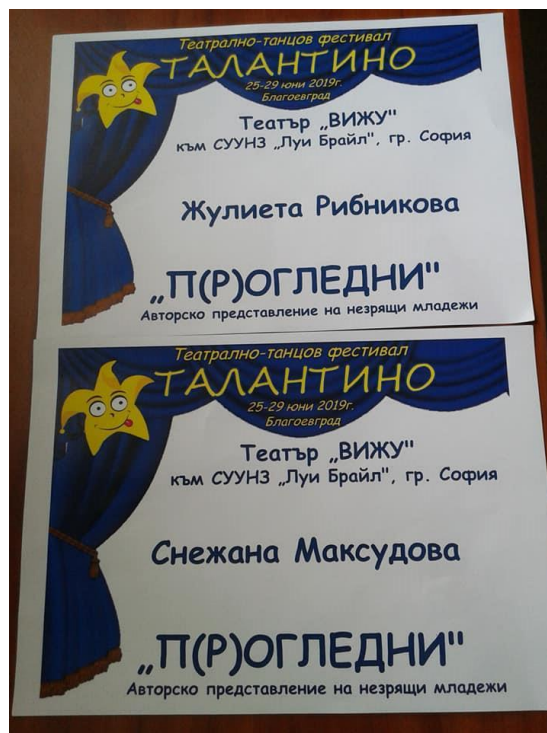 Театрално-танцов фестивал
ТАЛАНТИНО
25-29 юни 2019г.
Благоевград
Театър „ВИЖУ"
към СУУНЗ „Луи Брайл", гр. София
Жулиета Рибникова
„П(Р)ОГЛЕДНИ"
Авторско представление на незрящи младежи
Театрално-танцов фестивал
ТАЛАНТИНО
25-29 юни 2019г.
Благоевград
Театър „ВИЖУ"
към СУУНЗ „Луи Брайл", гр. София
Снежана Максудова
„П(Р)ОГЛЕДНИ"
Авторско представление на незрящи младежи